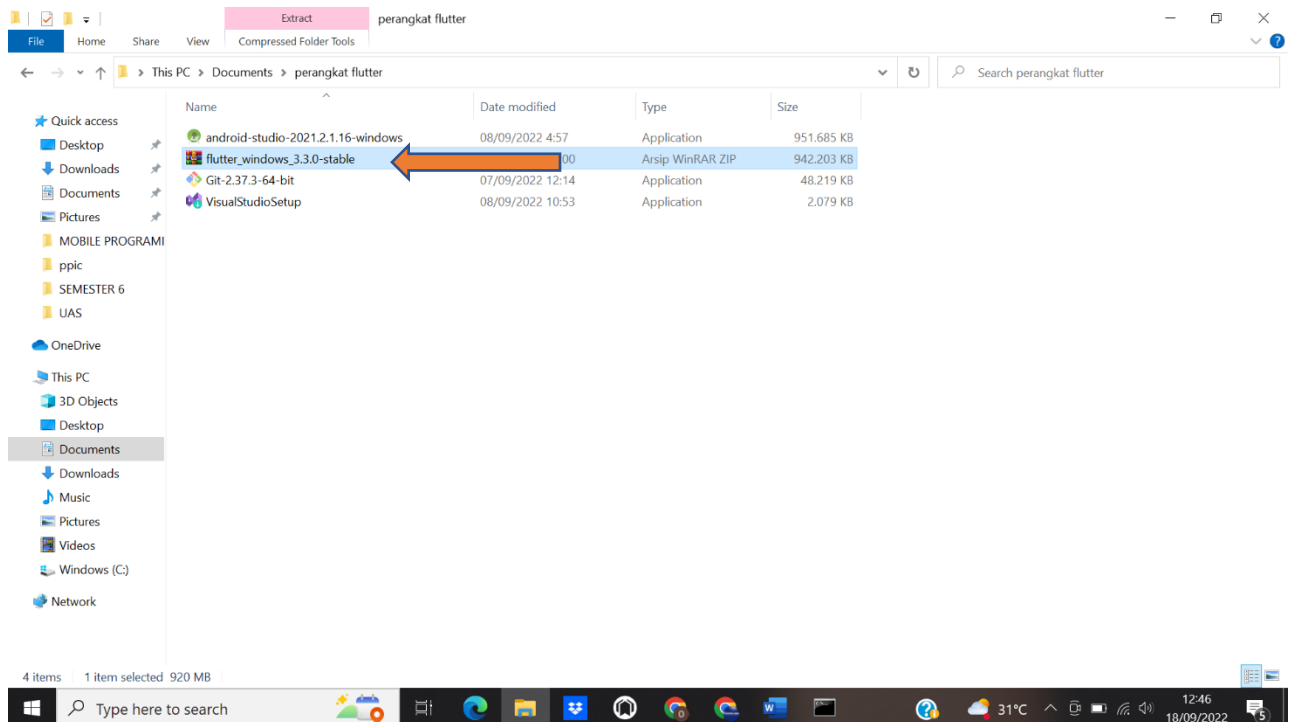 Extract perangkat flutter
File Home Share View Compressed Folder Tools
This PC > Documents > perangkat flutter
Search perangkat flutter
Name Date modified Type Size
android-studio-2021.2.1.16-windows 08/09/2022 4:57 Application 951.685 KB
flutter_windows_3.3.0-stable 00 Arsip WinRAR ZIP 942.203 KB
Git-2.37.3-64-bit 07/09/2022 12:14 Application 48.219 KB
VisualStudioSetup 08/09/2022 10:53 Application 2.079 KB
Quick access
Desktop
Downloads
Documents
Pictures
MOBILE PROGRAMI
ppic
SEMESTER 6
UAS
OneDrive
This PC
3D Objects
Desktop
Documents
Downloads
Music
Pictures
Videos
Windows (C:)
Network
4 items 1 item selected 920 MB
Type here to search
31°C
12:46
18/09/2022
5